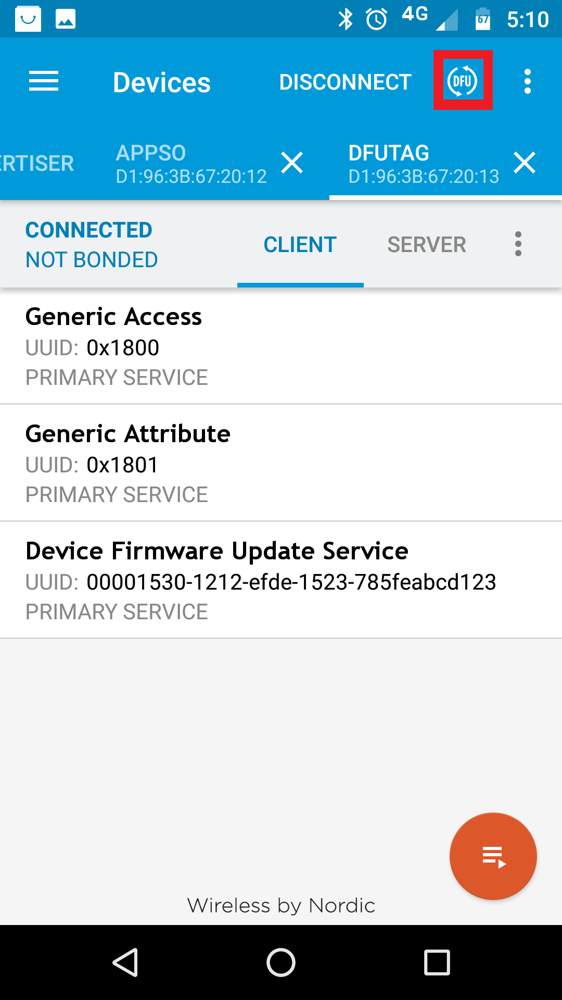 4G 67 5:10
Devices DISCONNECT DFU
ERTISER APPSO DFUTAG
D1:96:3B:67:20:12 D1:96:3B:67:20:13
CONNECTED
NOT BONDED
CLIENT SERVER
Generic Access
UUID: 0x1800
PRIMARY SERVICE
Generic Attribute
UUID: 0x1801
PRIMARY SERVICE
Device Firmware Update Service
UUID: 00001530-1212-efde-1523-785feabcd123
PRIMARY SERVICE
Wireless by Nordic